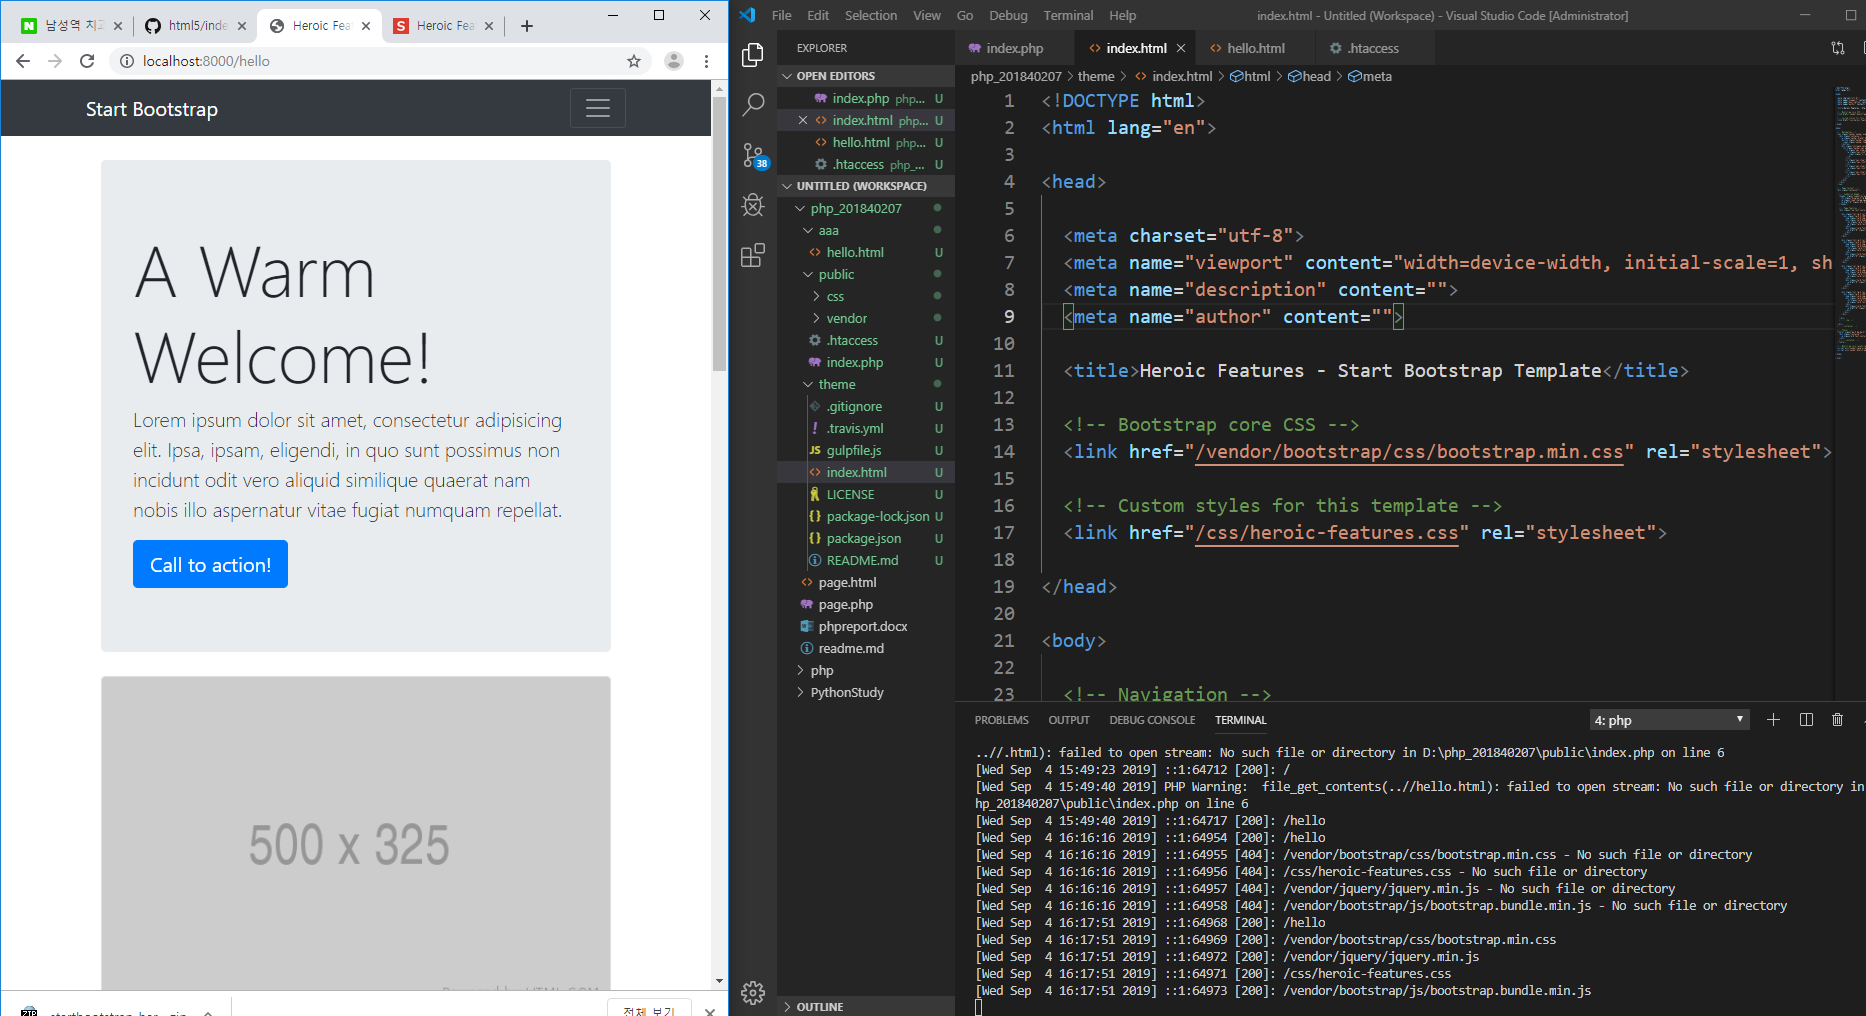 남성역 치과
html5/inde
Heroic Fea
Heroic Fea
localhost:8000/hello
Start Bootstrap
A Warm
Welcome!
Lorem ipsum dolor sit amet, consectetur adipisicing
elit. Ipsa, ipsam, eligendi, in quo sunt possimus non
incidunt odit vero aliquid similique quaerat nam
nobis illo aspernatur vitae fugiat numquam repellat.
Call to action!
500 x 325
전체 보기
File Edit Selection View Go Debug Terminal Help
index.html - Untitled (Workspace) - Visual Studio Code [Administrator]
38
EXPLORER
OPEN EDITORS
index.php php... U
index.html php... U
hello.html php... U
.htaccess php_... U
UNTITLED (WORKSPACE)
php_201840207
aaa
hello.html U
public
css
vendor
.htaccess U
index.php U
theme
.gitignore U
.travis.yml U
JS gulpfile.js U
index.html U
LICENSE U
package-lock.json U
package.json U
README.md U
page.html
page.php
phpreport.docx
readme.md
php
PythonStudy
OUTLINE
index.php
index.html
hello.html
.htaccess
php_201840207 > theme > index.html > html > head > meta
1 <!DOCTYPE html>
2 <html lang="en">
3
4 <head>
5
6 <meta charset="utf-8">
7 <meta name="viewport" content="width=device-width, initial-scale=1, sh
8 <meta name="description" content="">
9 <meta name="author" content="">
10
11 <title>Heroic Features - Start Bootstrap Template</title>
12
13 <!-- Bootstrap core CSS -->
14 <link href="/vendor/bootstrap/css/bootstrap.min.css" rel="stylesheet">
15
16 <!-- Custom styles for this template -->
17 <link href="/css/heroic-features.css" rel="stylesheet">
18
19 </head>
20
21 <body>
22
23 <!-- Navigation -->
PROBLEMS OUTPUT DEBUG CONSOLE TERMINAL
4: php
..//.html): failed to open stream: No such file or directory in D:\php_201840207\public\index.php on line 6
[Wed Sep  4 15:49:23 2019] ::1:64712 [200]: /
[Wed Sep  4 15:49:40 2019] PHP Warning:  file_get_contents(..//hello.html): failed to open stream: No such file or directory in
hp_201840207\public\index.php on line 6
[Wed Sep  4 15:49:40 2019] ::1:64717 [200]: /hello
[Wed Sep  4 16:16:16 2019] ::1:64954 [200]: /hello
[Wed Sep  4 16:16:16 2019] ::1:64955 [404]: /vendor/bootstrap/css/bootstrap.min.css - No such file or directory
[Wed Sep  4 16:16:16 2019] ::1:64956 [404]: /css/heroic-features.css - No such file or directory
[Wed Sep  4 16:16:16 2019] ::1:64957 [404]: /vendor/jquery/jquery.min.js - No such file or directory
[Wed Sep  4 16:16:16 2019] ::1:64958 [404]: /vendor/bootstrap/js/bootstrap.bundle.min.js - No such file or directory
[Wed Sep  4 16:17:51 2019] ::1:64968 [200]: /hello
[Wed Sep  4 16:17:51 2019] ::1:64969 [200]: /vendor/bootstrap/css/bootstrap.min.css
[Wed Sep  4 16:17:51 2019] ::1:64972 [200]: /vendor/jquery/jquery.min.js
[Wed Sep  4 16:17:51 2019] ::1:64971 [200]: /css/heroic-features.css
[Wed Sep  4 16:17:51 2019] ::1:64973 [200]: /vendor/bootstrap/js/bootstrap.bundle.min.js